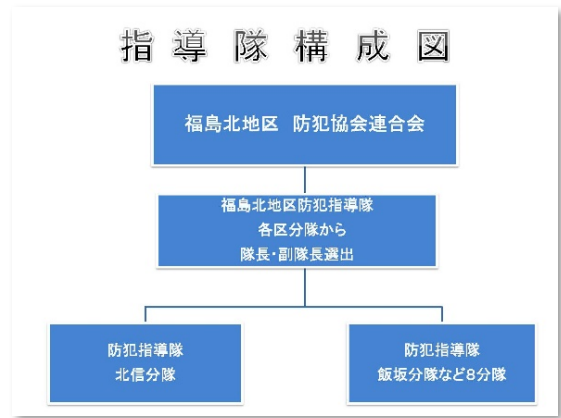 指導隊構成図
福島北地区 防犯協会連合会
福島北地区防犯指導隊
各区分隊から
隊長・副隊長選出
防犯指導隊
北信分隊
防犯指導隊
飯坂分隊など8分隊